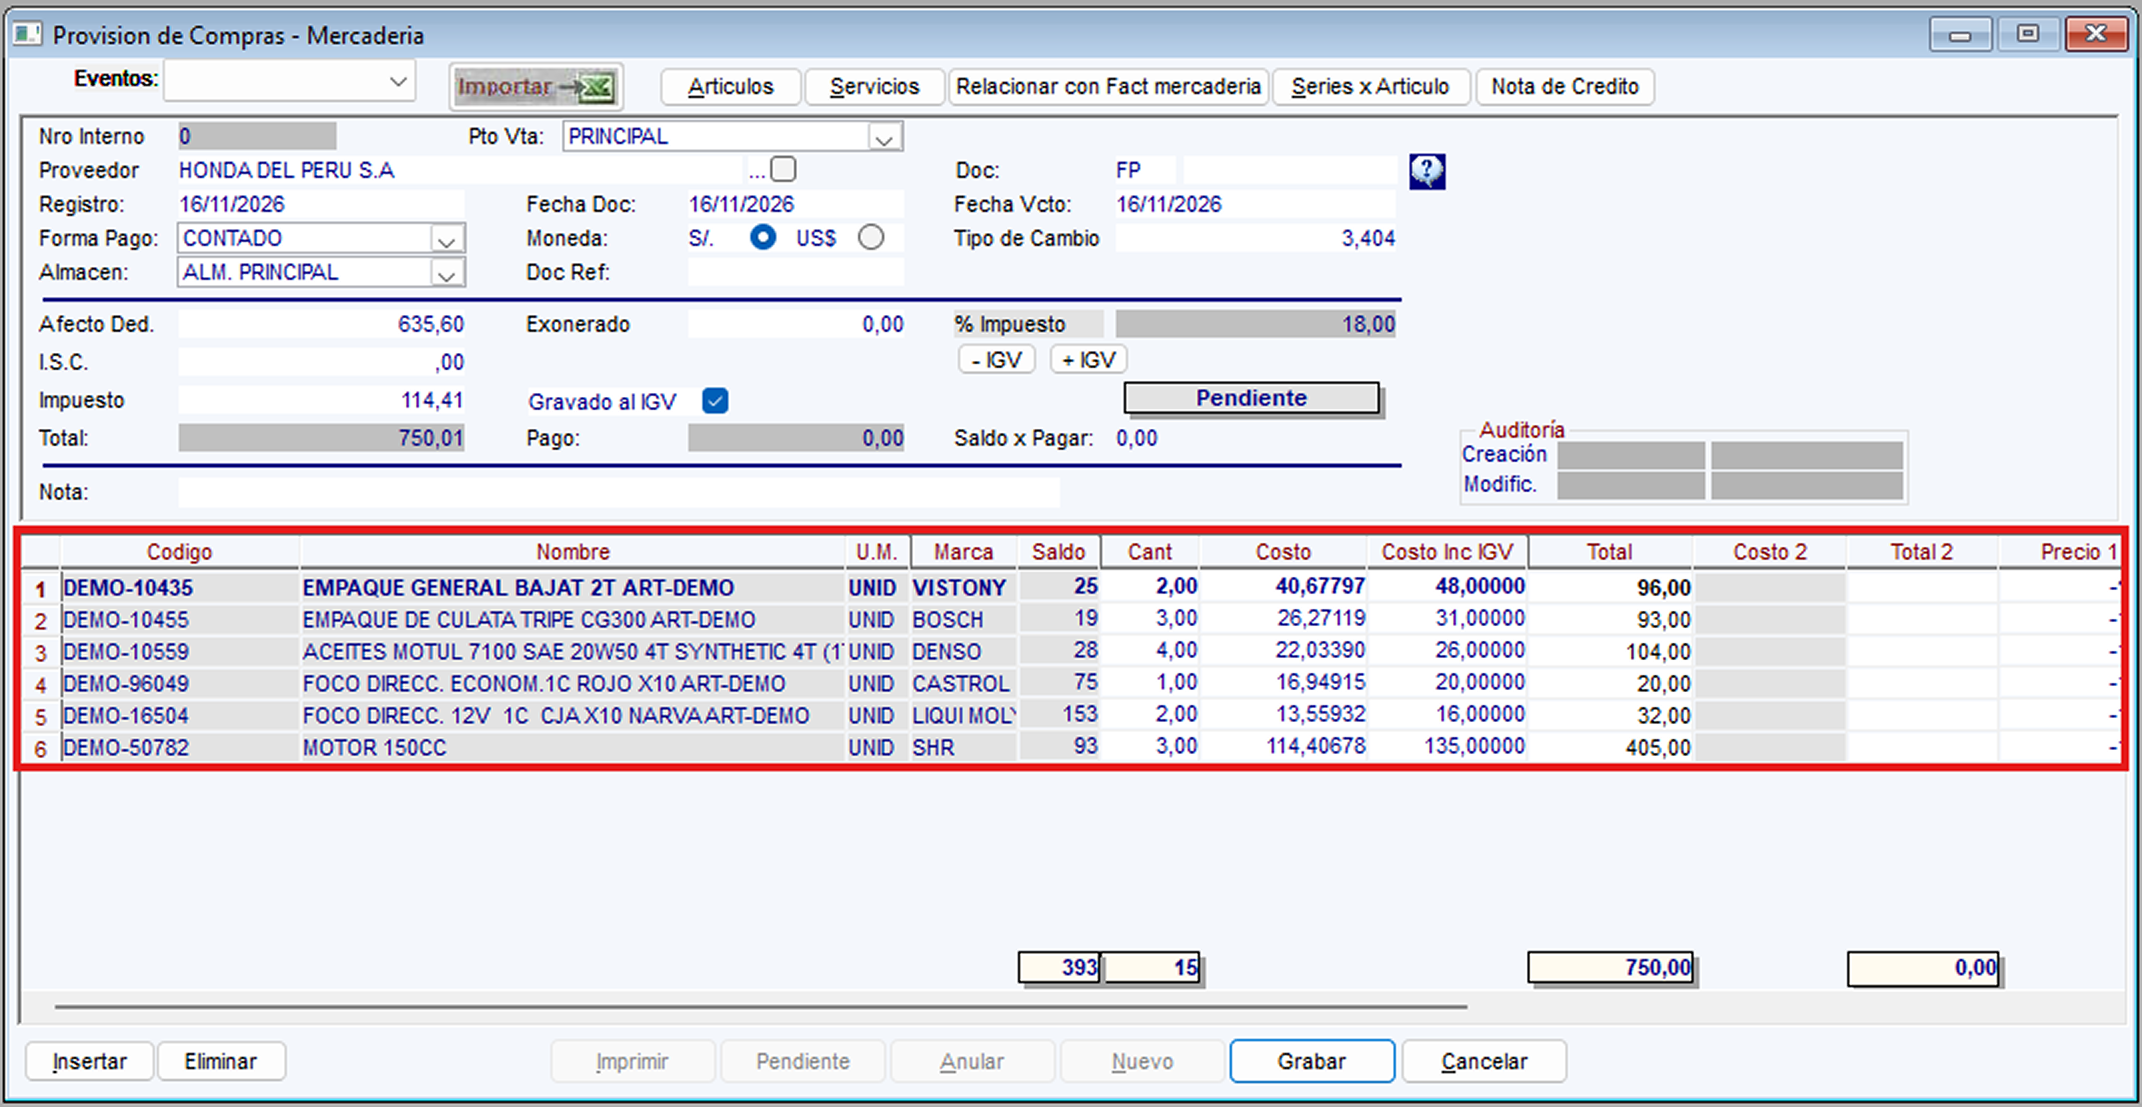 Provision de Compras - Mercaderia
Eventos: Importar Articulos Servicios Relacionar con Fact mercaderia Series x Articulo Nota de Credito
Nro Interno 0 Pto Vta: PRINCIPAL
Proveedor HONDA DEL PERU S.A ... Doc: FP ?
Registro: 16/11/2026 Fecha Doc: 16/11/2026 Fecha Vcto: 16/11/2026
Forma Pago: CONTADO Moneda: S/. US$ Tipo de Cambio 3,404
Almacen: ALM. PRINCIPAL Doc Ref:
Afecto Ded. 635,60 Exonerado 0,00 % Impuesto 18,00
I.S.C. ,00 - IGV + IGV
Impuesto 114,41 Gravado al IGV Pendiente
Total: 750,01 Pago: 0,00 Saldo x Pagar: 0,00
Auditoría
Creación
Modific.
Nota:
Codigo Nombre U.M. Marca Saldo Cant Costo Costo Inc IGV Total Costo 2 Total 2 Precio 1
1 DEMO-10435 EMPAQUE GENERAL BAJAT 2T ART-DEMO UNID VISTONY 25 2,00 40,67797 48,00000 96,00
2 DEMO-10455 EMPAQUE DE CULATA TRIPE CG300 ART-DEMO UNID BOSCH 19 3,00 26,27119 31,00000 93,00
3 DEMO-10559 ACEITES MOTUL 7100 SAE 20W50 4T SYNTHETIC 4T UNID DENSO 28 4,00 22,03390 26,00000 104,00
4 DEMO-96049 FOCO DIRECC. ECONOM.1C ROJO X10 ART-DEMO UNID CASTROL 75 1,00 16,94915 20,00000 20,00
5 DEMO-16504 FOCO DIRECC. 12V 1C CJA X10 NARVA ART-DEMO UNID LIQUI MOLY 153 2,00 13,55932 16,00000 32,00
6 DEMO-50782 MOTOR 150CC UNID SHR 93 3,00 114,40678 135,00000 405,00
393 15 750,00 0,00
Insertar Eliminar Imprimir Pendiente Anular Nuevo Grabar Cancelar